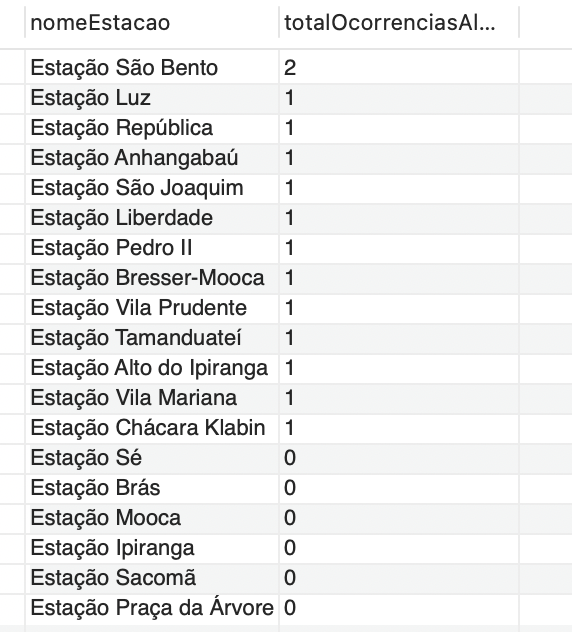 nomeEstacao totalOcorrenciasAl...
Estação São Bento 2
Estação Luz 1
Estação República 1
Estação Anhangabaú 1
Estação São Joaquim 1
Estação Liberdade 1
Estação Pedro II 1
Estação Bresser-Mooca 1
Estação Vila Prudente 1
Estação Tamanduateí 1
Estação Alto do Ipiranga 1
Estação Vila Mariana 1
Estação Chácara Klabin 1
Estação Sé 0
Estação Brás 0
Estação Mooca 0
Estação Ipiranga 0
Estação Sacomã 0
Estação Praça da Árvore 0